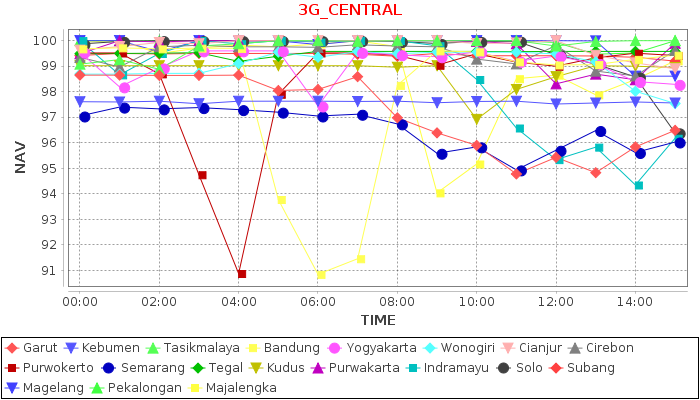 3G_CENTRAL
NAV
100
99
98
97
96
95
94
93
92
91
00:00 02:00 04:00 06:00 08:00 10:00 12:00 14:00
TIME
Garut Kebumen Tasikmalaya Bandung Yogyakarta Wonogiri Cianjur Cirebon
Purwokerto Semarang Tegal Kudus Purwakarta Indramayu Solo Subang
Magelang Pekalongan Majalengka